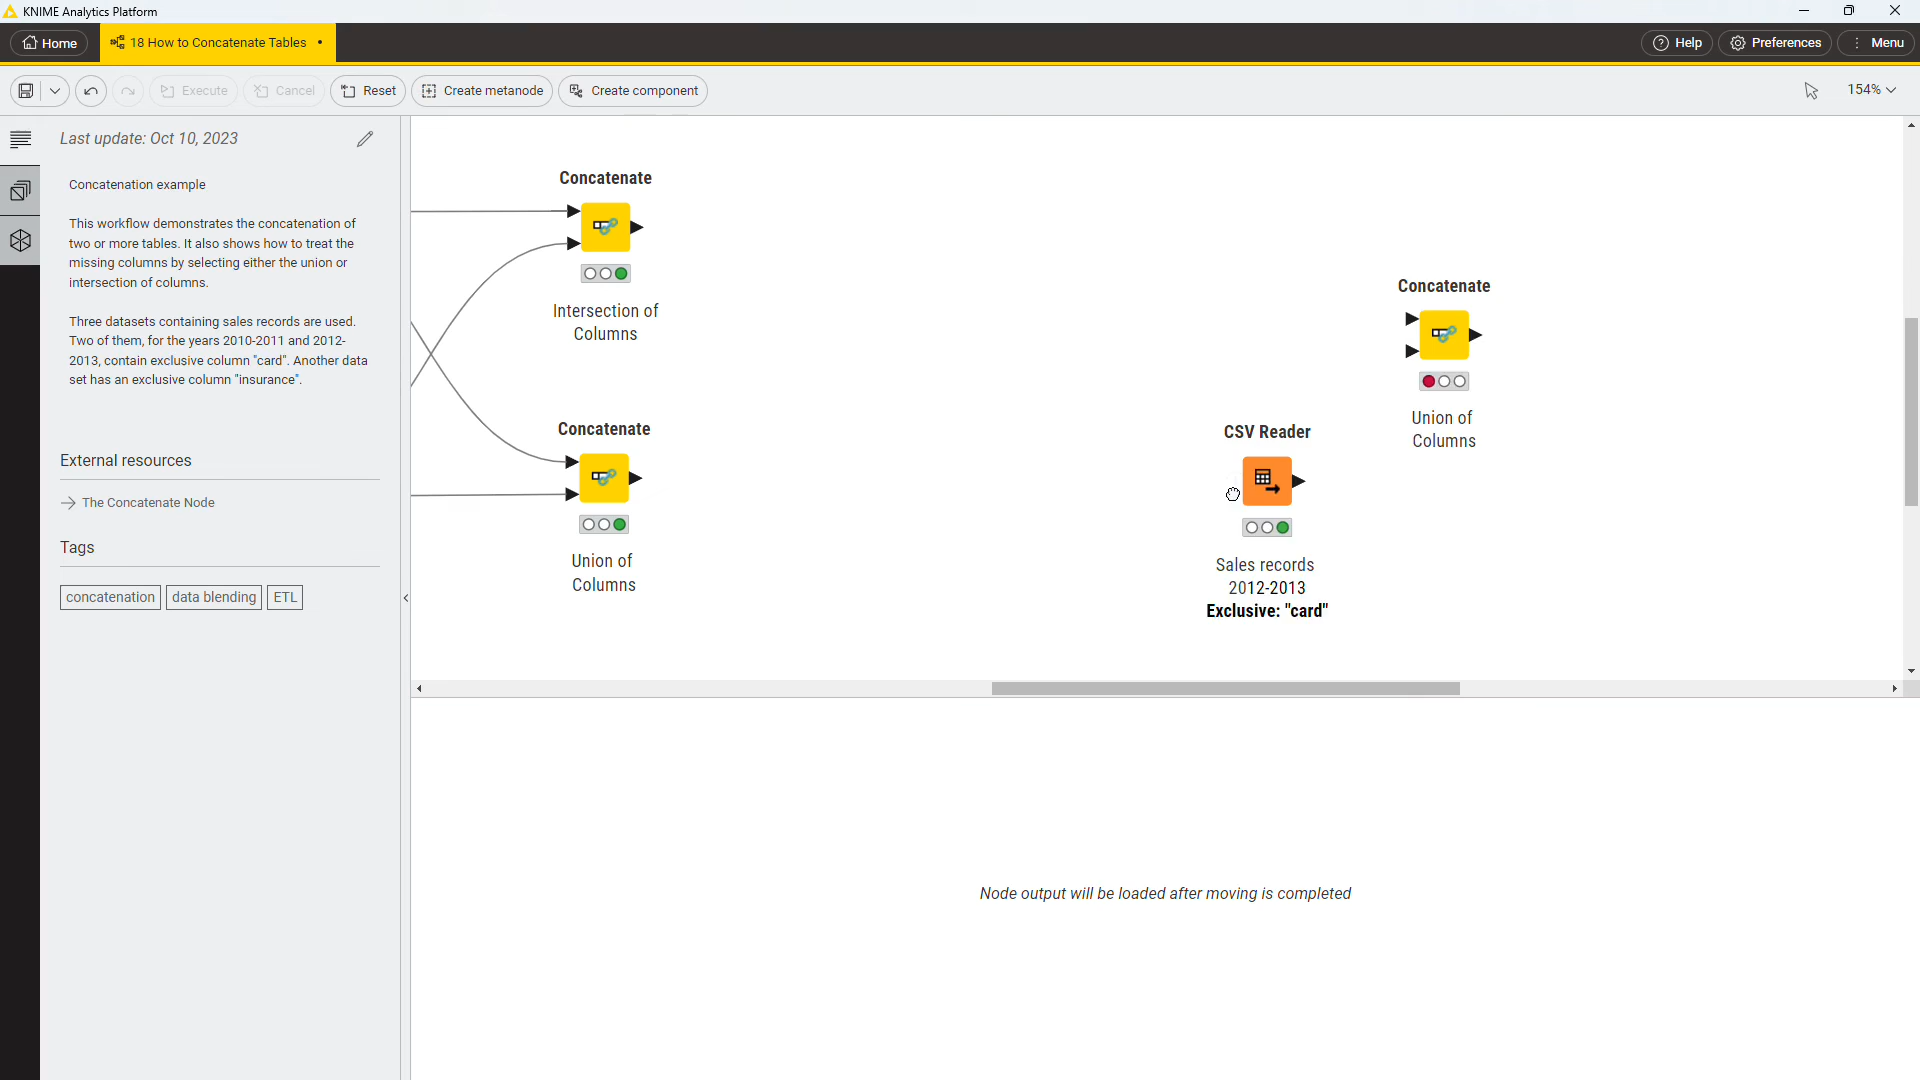 KNIME Analytics Platform
Home
18 How to Concatenate Tables •
Help
Preferences
Menu
Execute
Cancel
Reset
Create metanode
Create component
154%
Last update: Oct 10, 2023
Concatenation example
This workflow demonstrates the concatenation of
two or more tables. It also shows how to treat the
missing columns by selecting either the union or
intersection of columns.
Three datasets containing sales records are used.
Two of them, for the years 2010-2011 and 2012-
2013, contain exclusive column "card". Another data
set has an exclusive column "insurance".
External resources
The Concatenate Node
Tags
concatenation
data blending
ETL
Concatenate
Intersection of
Columns
Concatenate
Union of
Columns
Concatenate
Union of
Columns
CSV Reader
Sales records
2012-2013
Exclusive: "card"
Node output will be loaded after moving is completed